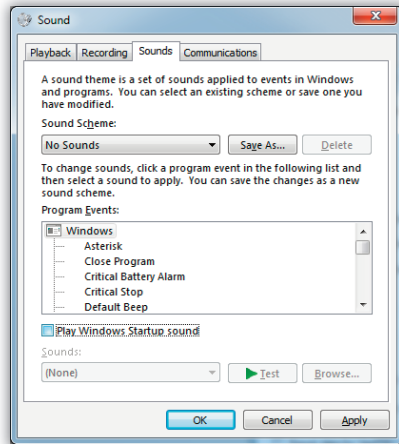 Sound
Playback Recording Sounds Communications
A sound theme is a set of sounds applied to events in Windows
and programs. You can select an existing scheme or save one you
have modified.
Sound Scheme:
No Sounds Save As... Delete
To change sounds, click a program event in the following list and
then select a sound to apply. You can save the changes as a new
sound scheme.
Program Events:
Windows
Asterisk
Close Program
Critical Battery Alarm
Critical Stop
Default Beep
Play Windows Startup sound
Sounds:
(None) Test Browse...
OK Cancel Apply